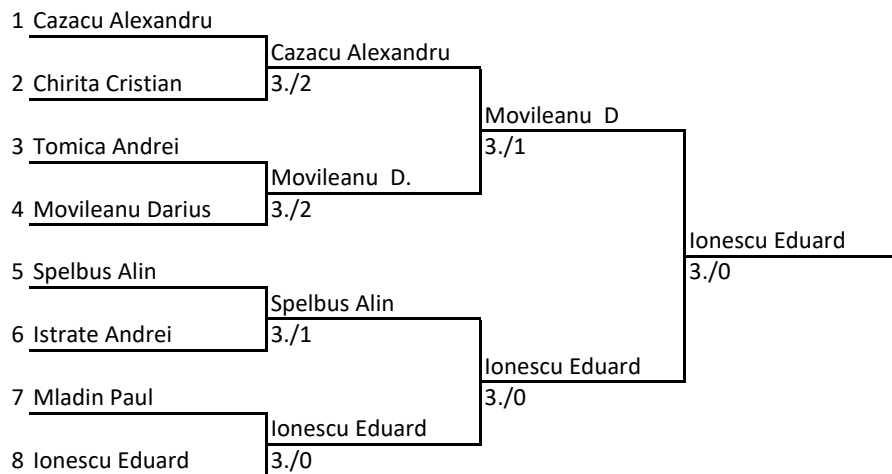 1 Cazacu Alexandru
Cazacu Alexandru
2 Chirita Cristian
3./2
Movileanu D
3 Tomica Andrei
3./1
Movileanu D.
4 Movileanu Darius
3./2
Ionescu Eduard
5 Spelbus Alin
3./0
Spelbus Alin
6 Istrate Andrei
3./1
Ionescu Eduard
7 Mladin Paul
3./0
Ionescu Eduard
8 Ionescu Eduard
3./0